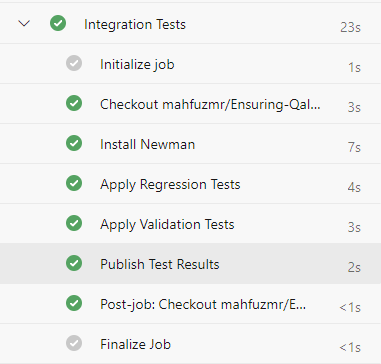 Integration Tests 23s
Initialize job 1s
Checkout mahfuzmr/Ensuring-Qal... 3s
Install Newman 7s
Apply Regression Tests 4s
Apply Validation Tests 3s
Publish Test Results 2s
Post-job: Checkout mahfuzmr/E... <1s
Finalize Job <1s